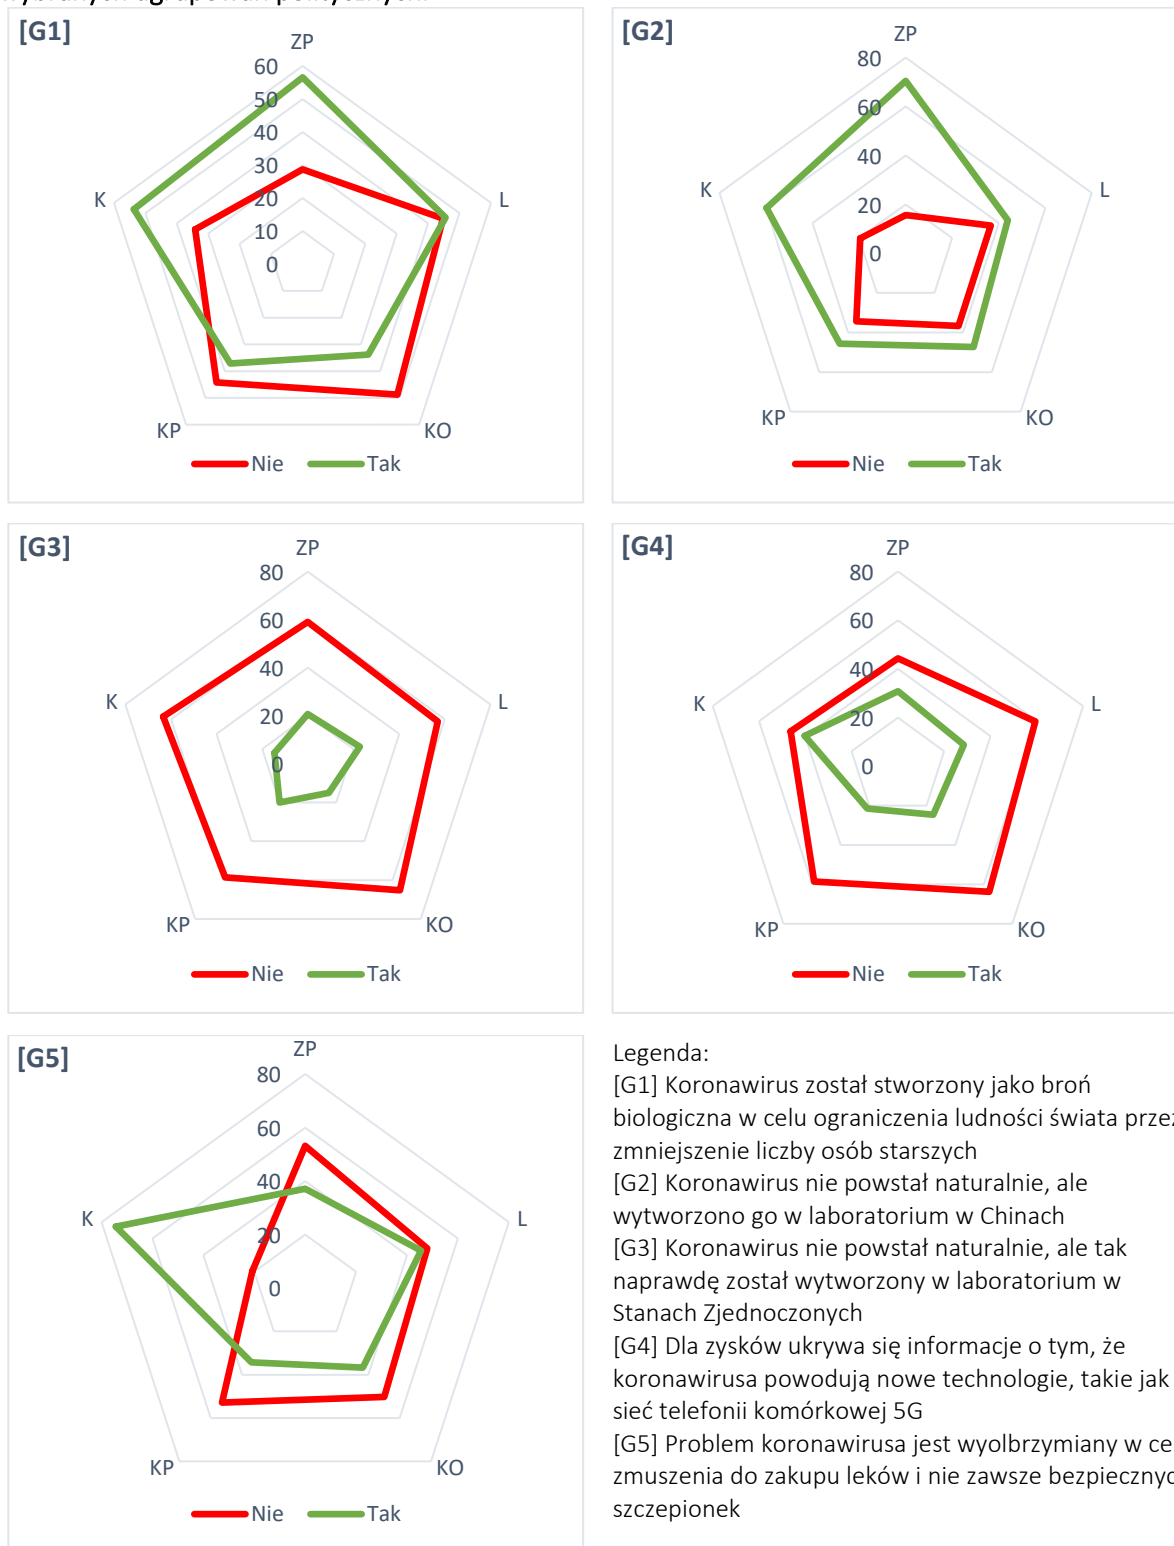 [G1]
ZP
60
50
40
30
20
10
0
K
L
KP
KO
Nie Tak
[G2]
ZP
80
60
40
20
0
K
L
KP
KO
Nie Tak
[G3]
ZP
80
60
40
20
0
K
L
KP
KO
Nie Tak
[G4]
ZP
80
60
40
20
0
K
L
KP
KO
Nie Tak
[G5]
ZP
80
60
40
20
0
K
L
KP
KO
Nie Tak
Legenda:
[G1] Koronawirus został stworzony jako broń
biologiczna w celu ograniczenia ludności świata
zmniejszenie liczby osób starszych
[G2] Koronawirus nie powstał naturalnie, ale
wytworzono go w laboratorium w Chinach
[G3] Koronawirus nie powstał naturalnie, ale tak
naprawdę został wytworzony w laboratorium w
Stanach Zjednoczonych
[G4] Dla zysków ukrywa się informacje o tym, że
koronawirusa powodują nowe technologie, takie jak
sieć telefonii komórkowej 5G
[G5] Problem koronawirusa jest wyolbrzymiany w
zmuszenia do zakupu leków i nie zawsze
szczepionek